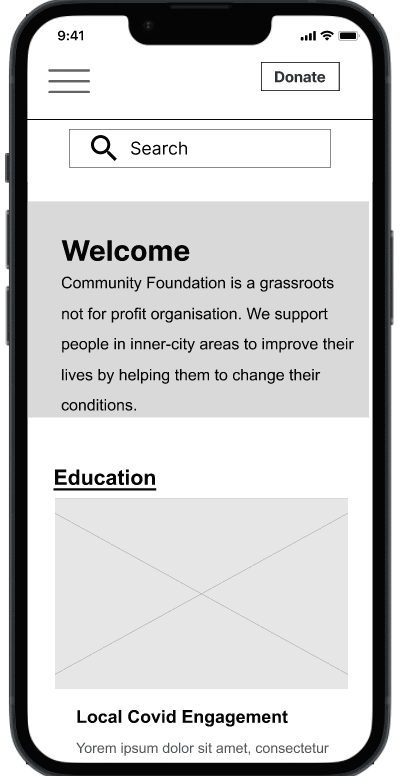 9:41
Donate
Search
Welcome
Community Foundation is a grassroots
not for profit organisation. We support
people in inner-city areas to improve their
lives by helping them to change their
conditions.
Education
Local Covid Engagement
Yorem ipsum dolor sit amet, consectetur